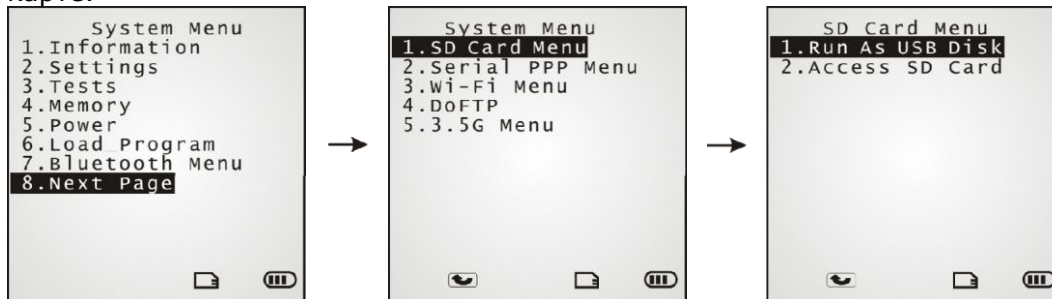 карте.
System Menu
1.Information
2.Settings
3.Tests
4.Memory
5.Power
6.Load Program
7.Bluetooth Menu
8.Next Page
System Menu
1.SD Card Menu
2.Serial PPP Menu
3.Wi-Fi Menu
4.DoFTP
5.3.5G Menu
SD Card Menu
1.Run As USB Disk
2.Access SD Card